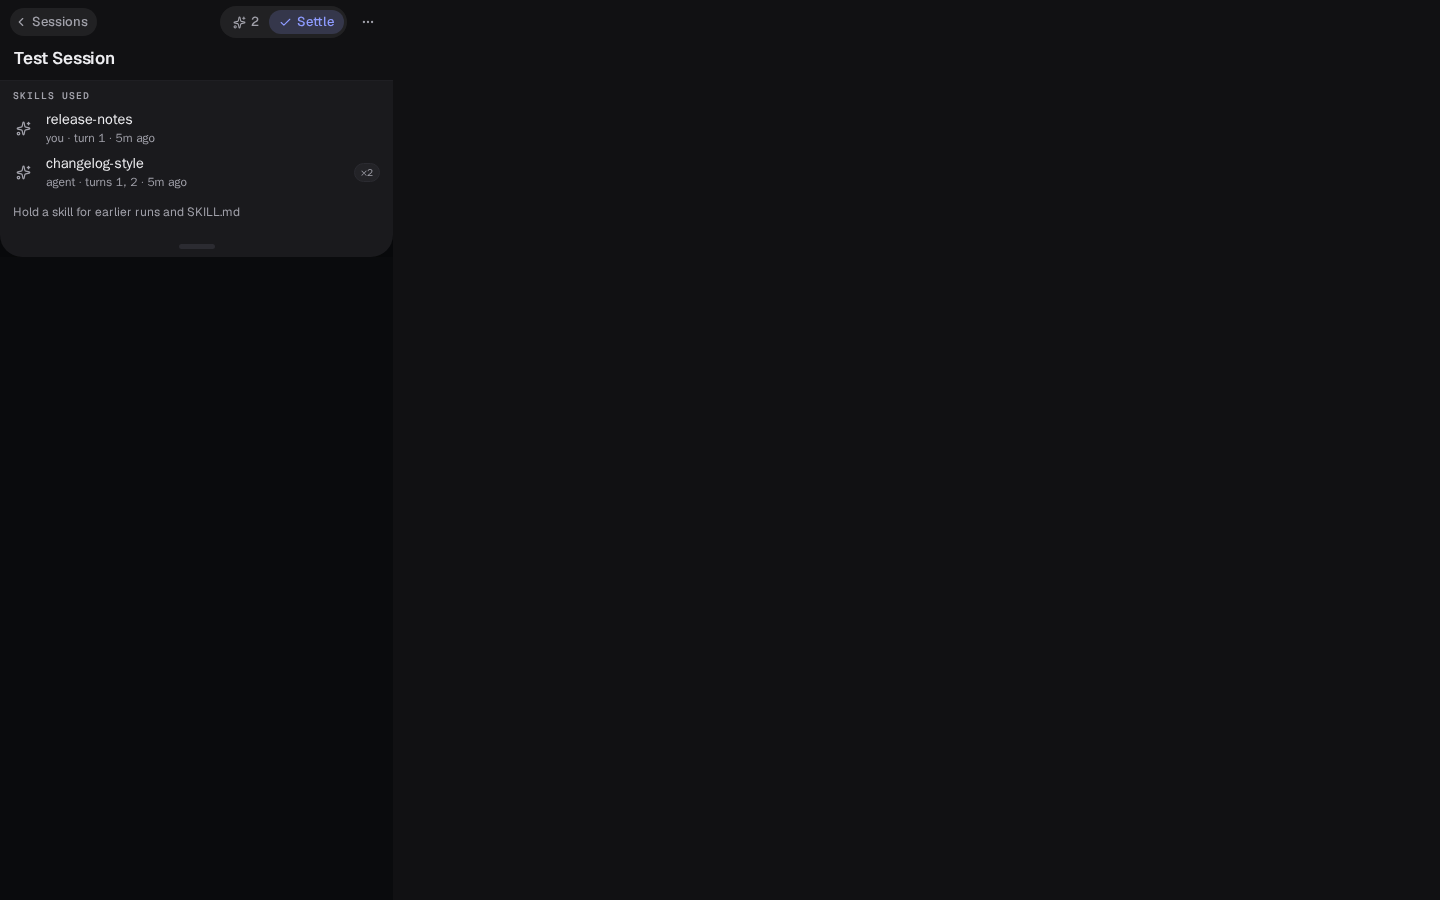 Sessions
2
Settle
Test Session
SKILLS USED
release-notes
you · turn 1 · 5m ago
changelog-style
agent · turns 1, 2 · 5m ago
×2
Hold a skill for earlier runs and SKILL.md